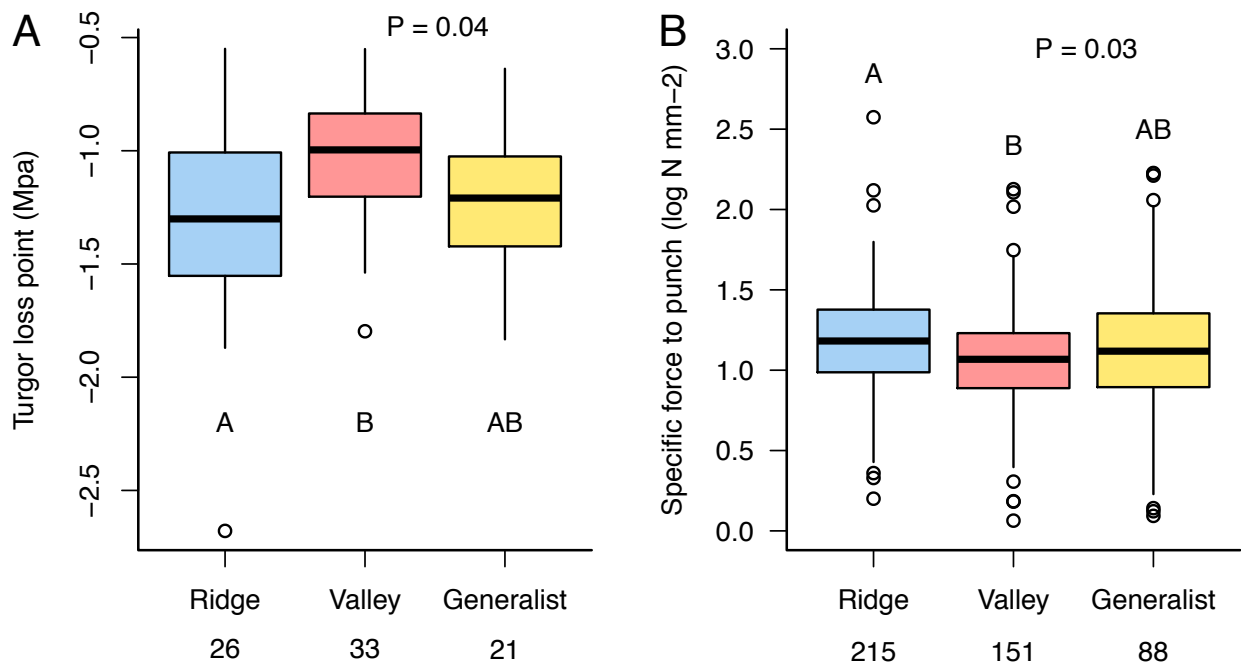 A
P = 0.04
Turgor loss point (Mpa)
−0.5
−1.0
−1.5
−2.0
−2.5
A B AB
Ridge Valley Generalist
26 33 21
B
P = 0.03
Specific force to punch (log N mm−2)
3.0
2.5
2.0
1.5
1.0
0.5
0.0
A
B
AB
Ridge Valley Generalist
215 151 88